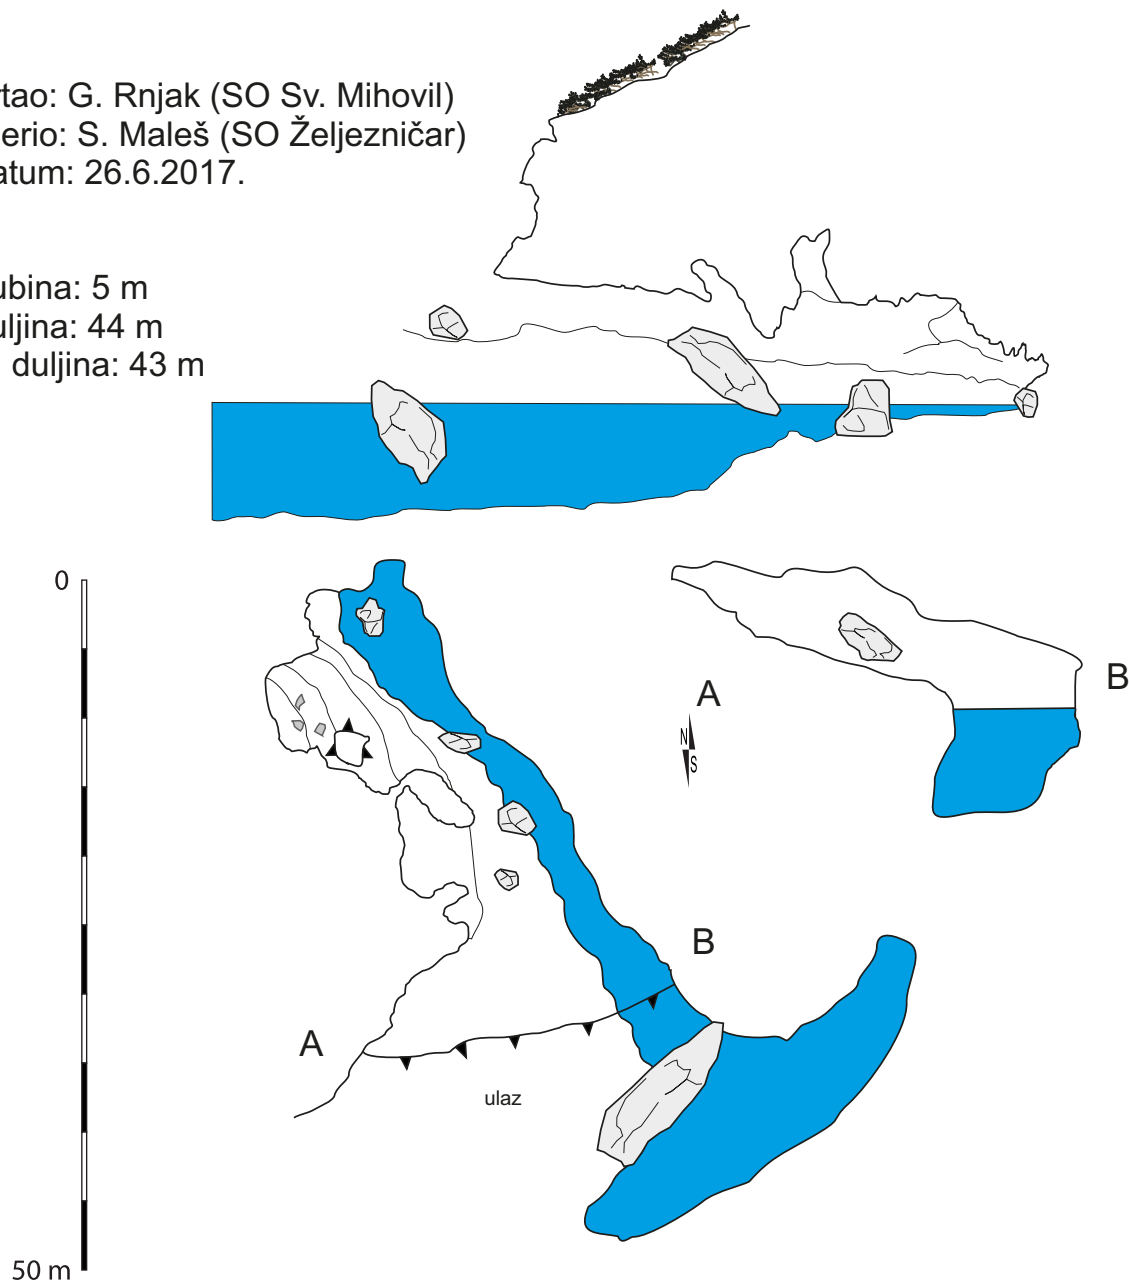 rtao: G. Rnjak (SO Sv. Mihovil)
erio: S. Maleš (SO Željezničar)
atum: 26.6.2017.
ubina: 5 m
uljina: 44 m
duljina: 43 m
0
A
B
N
S
B
A
ulaz
50 m